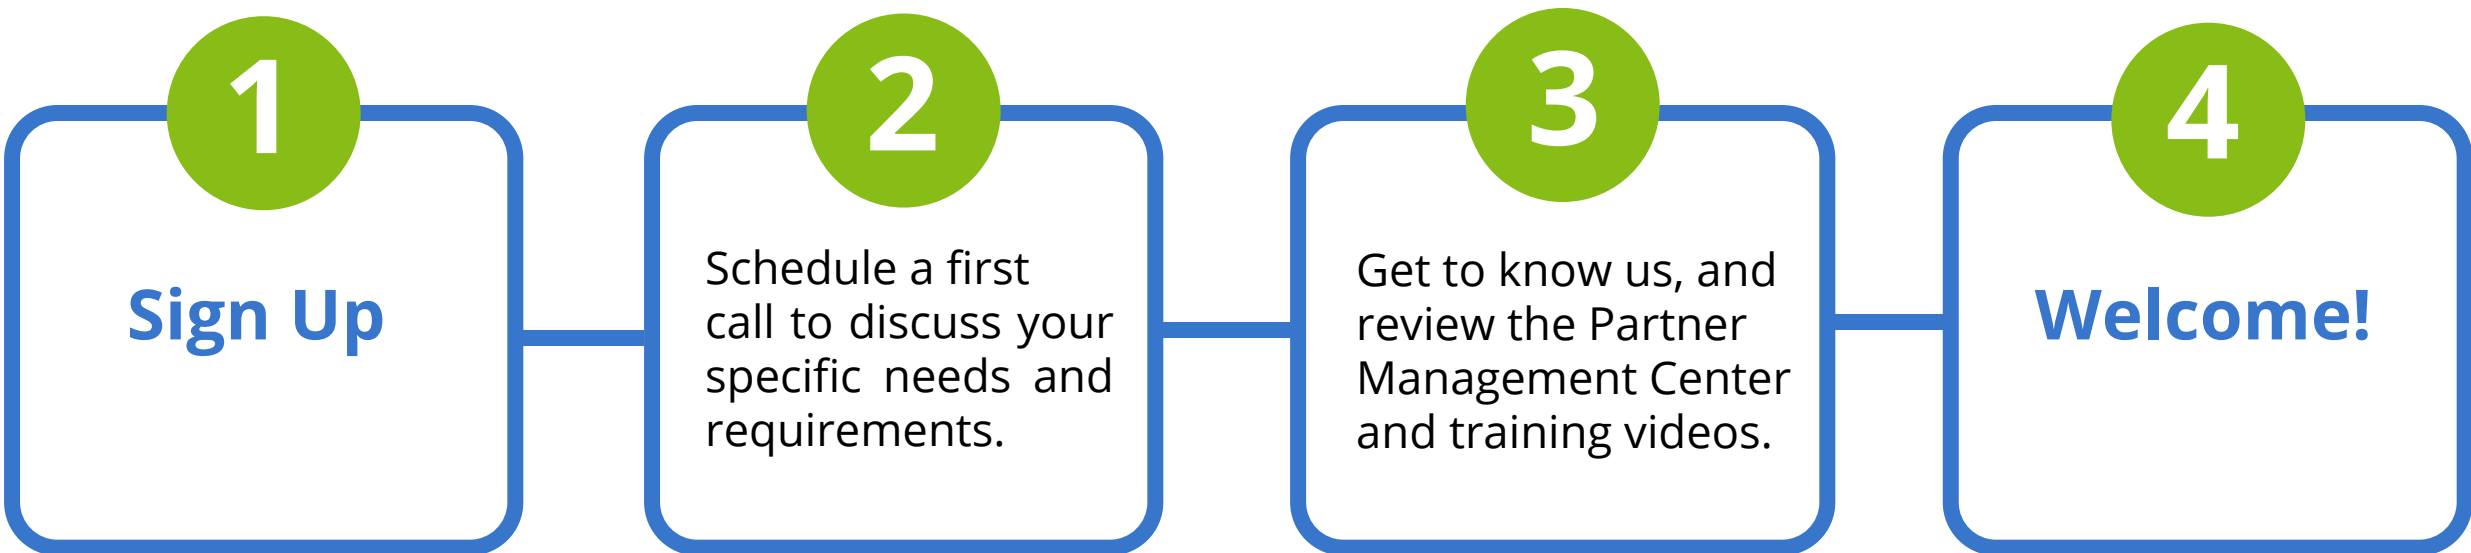 1
Sign Up
2
Schedule a first
call to discuss your
specific needs and
requirements.
3
Get to know us, and
review the Partner
Management Center
and training videos.
4
Welcome!